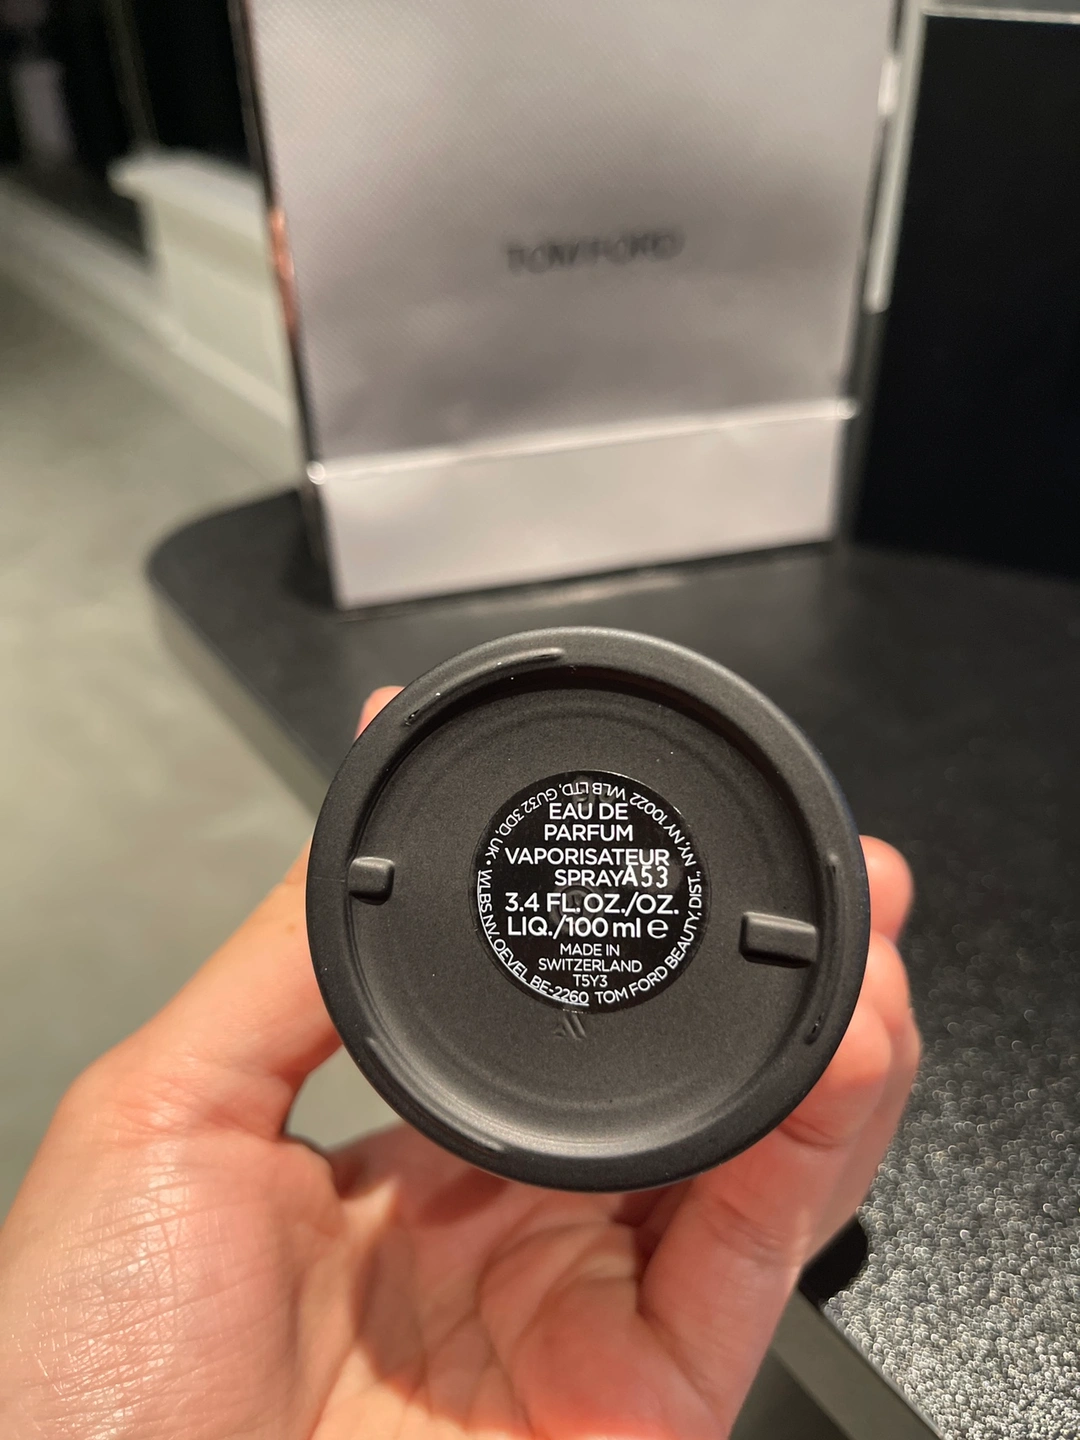 TOM FORD
EAU DE
PARFUM
VAPORISATEUR
SPRAY A53
3.4 FL.OZ./OZ.
LIQ./100 ml ℮
MADE IN
SWITZERLAND
T5Y3
TOM FORD BEAUTY, DIST., NY, NY 10022 WLB LTD, GU32 3DD, UK • WLBS NV, OEVEL BE-2260